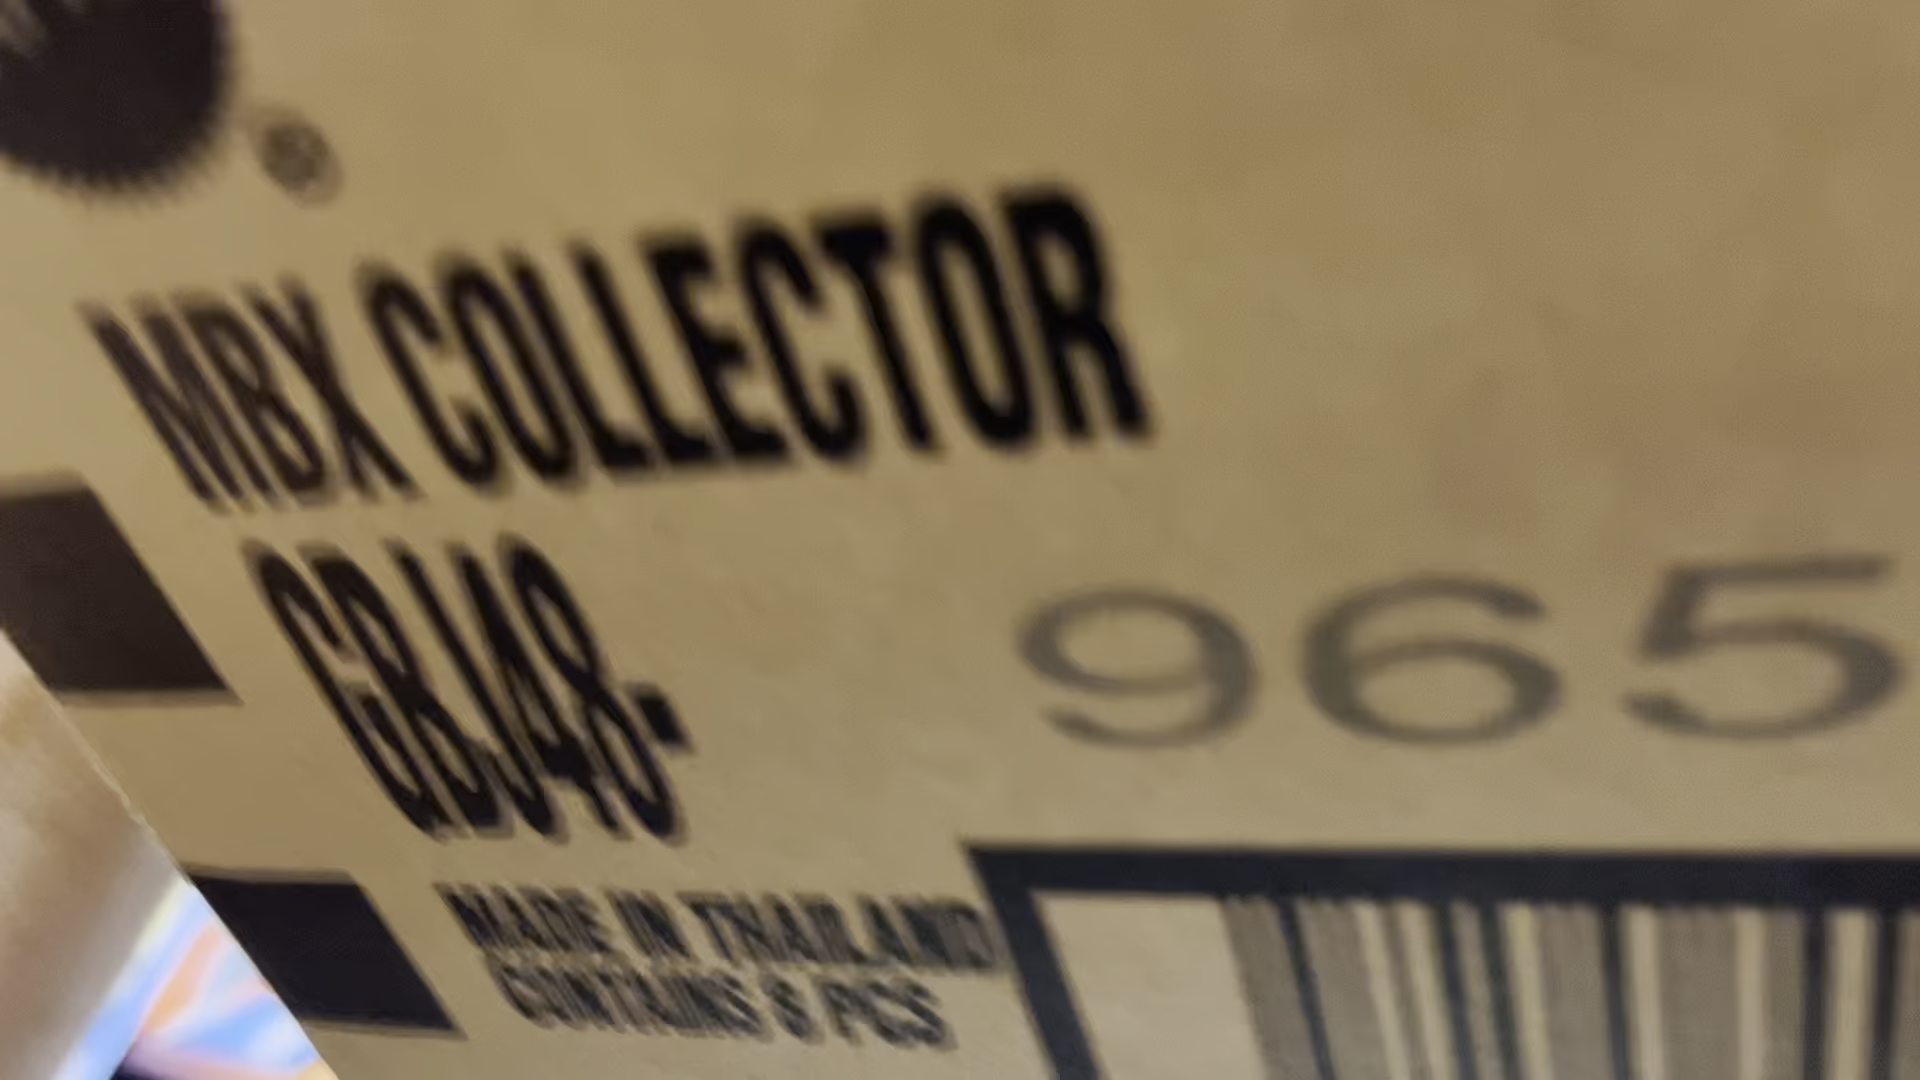 ®
MBX COLLECTOR
GBJ48-
965
MADE IN THAILAND
CONTAINS 8 PCS